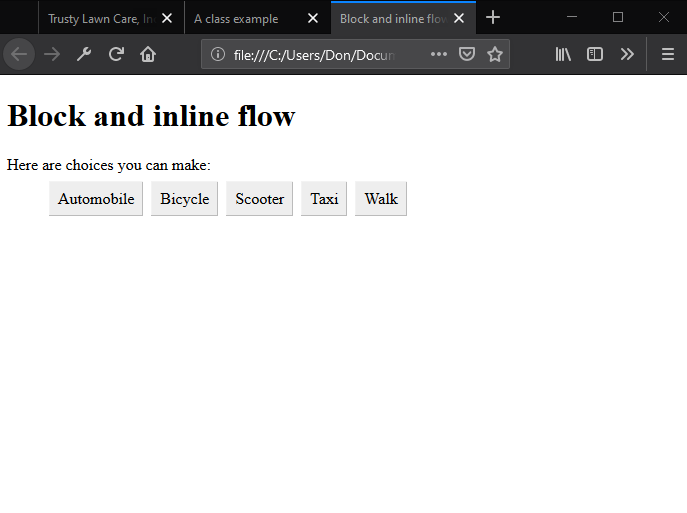 Trusty Lawn Care, In A class example Block and inline flow
file:///C:/Users/Don/Docum
Block and inline flow
Here are choices you can make:
Automobile Bicycle Scooter Taxi Walk